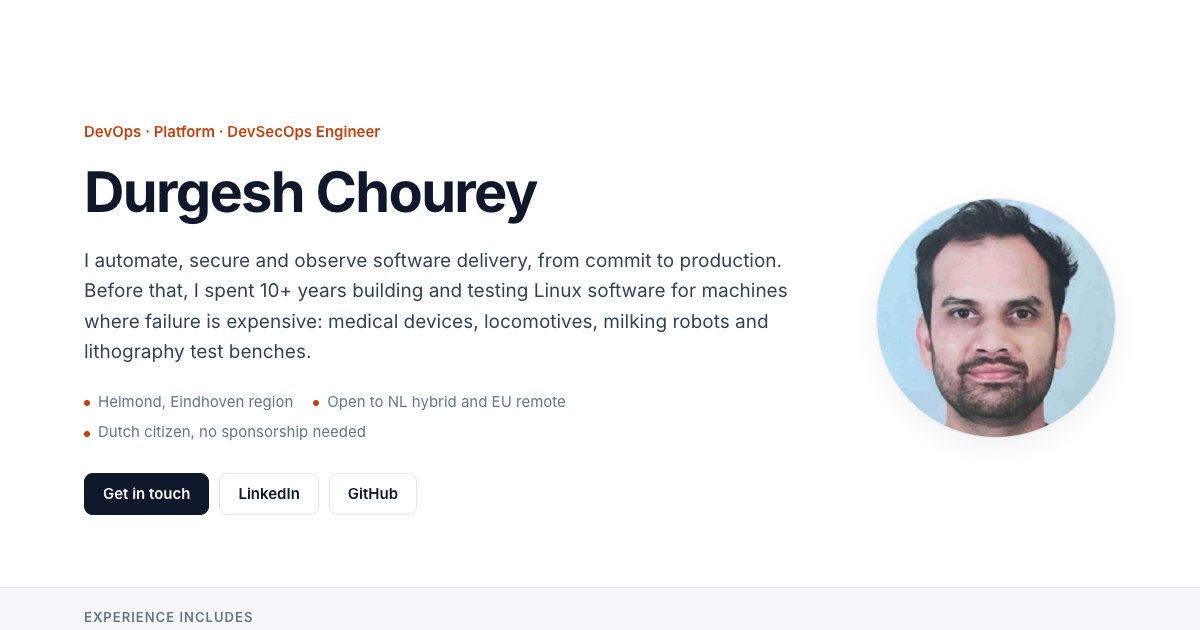 DevOps · Platform · DevSecOps Engineer
Durgesh Chourey
I automate, secure and observe software delivery, from commit to production.
Before that, I spent 10+ years building and testing Linux software for machines
where failure is expensive: medical devices, locomotives, milking robots and
lithography test benches.
Helmond, Eindhoven region
Open to NL hybrid and EU remote
Dutch citizen, no sponsorship needed
Get in touch
LinkedIn
GitHub
EXPERIENCE INCLUDES